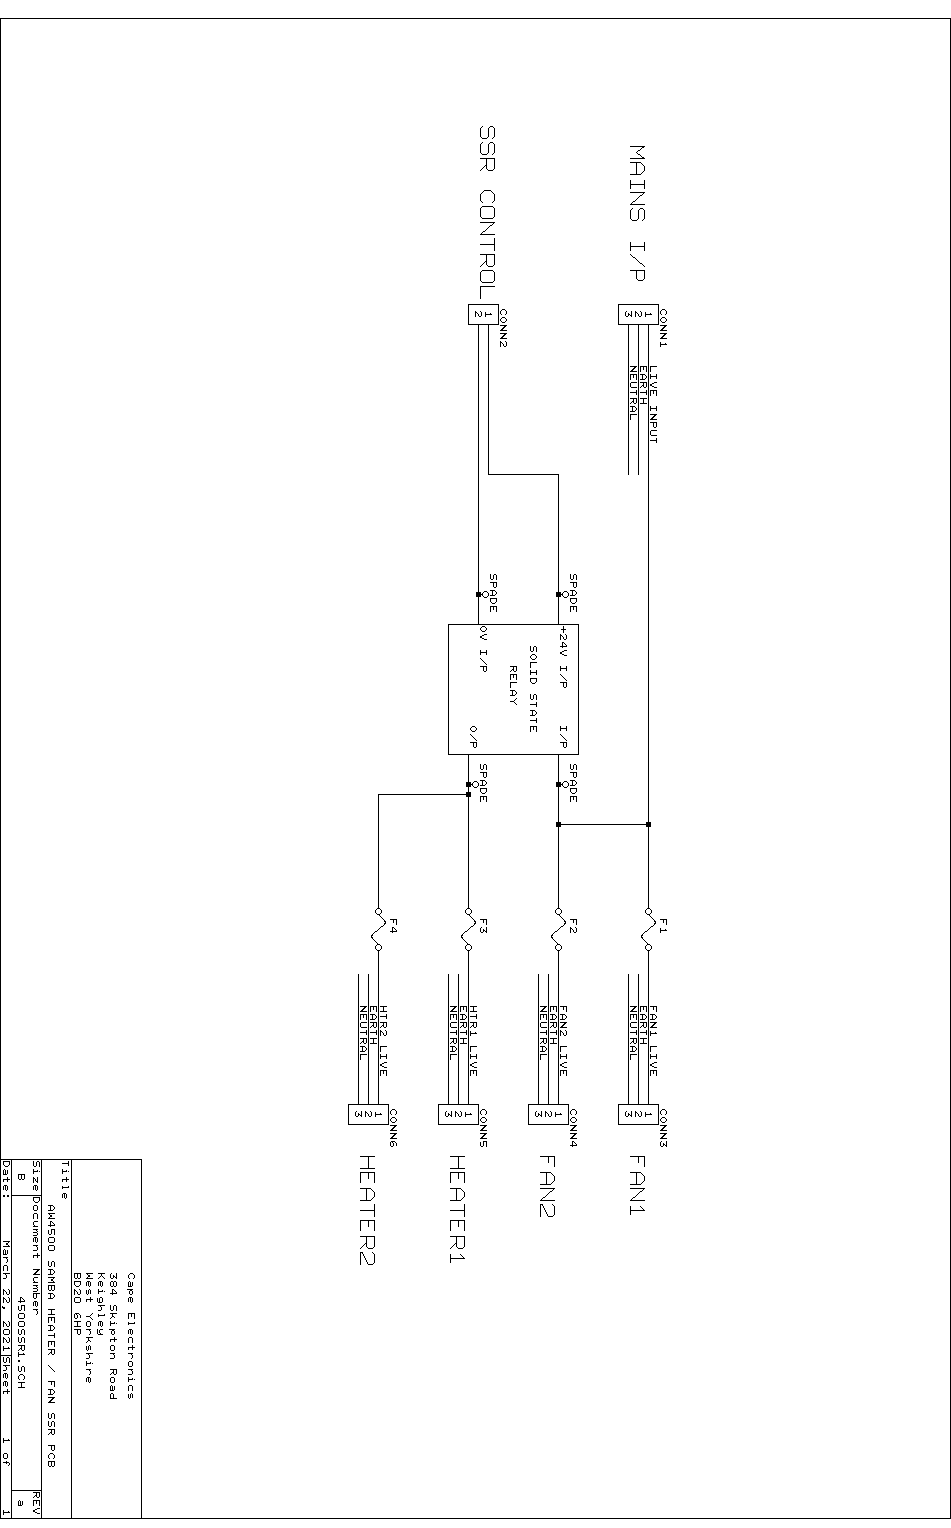 MAINS I/P
CONN1
1
2
3
LIVE INPUT
EARTH
NEUTRAL
SSR CONTROL
CONN2
1
2
SPADE
SPADE
+24V I/P
0V I/P
SOLID STATE
RELAY
I/P
O/P
SPADE
SPADE
F1
FAN1 LIVE
EARTH
NEUTRAL
CONN3
1
2
3
FAN1
F2
FAN2 LIVE
EARTH
NEUTRAL
CONN4
1
2
3
FAN2
F3
HTR1 LIVE
EARTH
NEUTRAL
CONN5
1
2
3
HEATER1
F4
HTR2 LIVE
EARTH
NEUTRAL
CONN6
1
2
3
HEATER2
Cape Electronics
384 Skipton Road
Keighley
West Yorkshire
BD20 6HP
Title
AW4500 SAMBA HEATER / FAN SSR PCB
Size Document Number REV
B 4500SSR1.SCH a
Date: March 22, 2021 Sheet 1 of 1